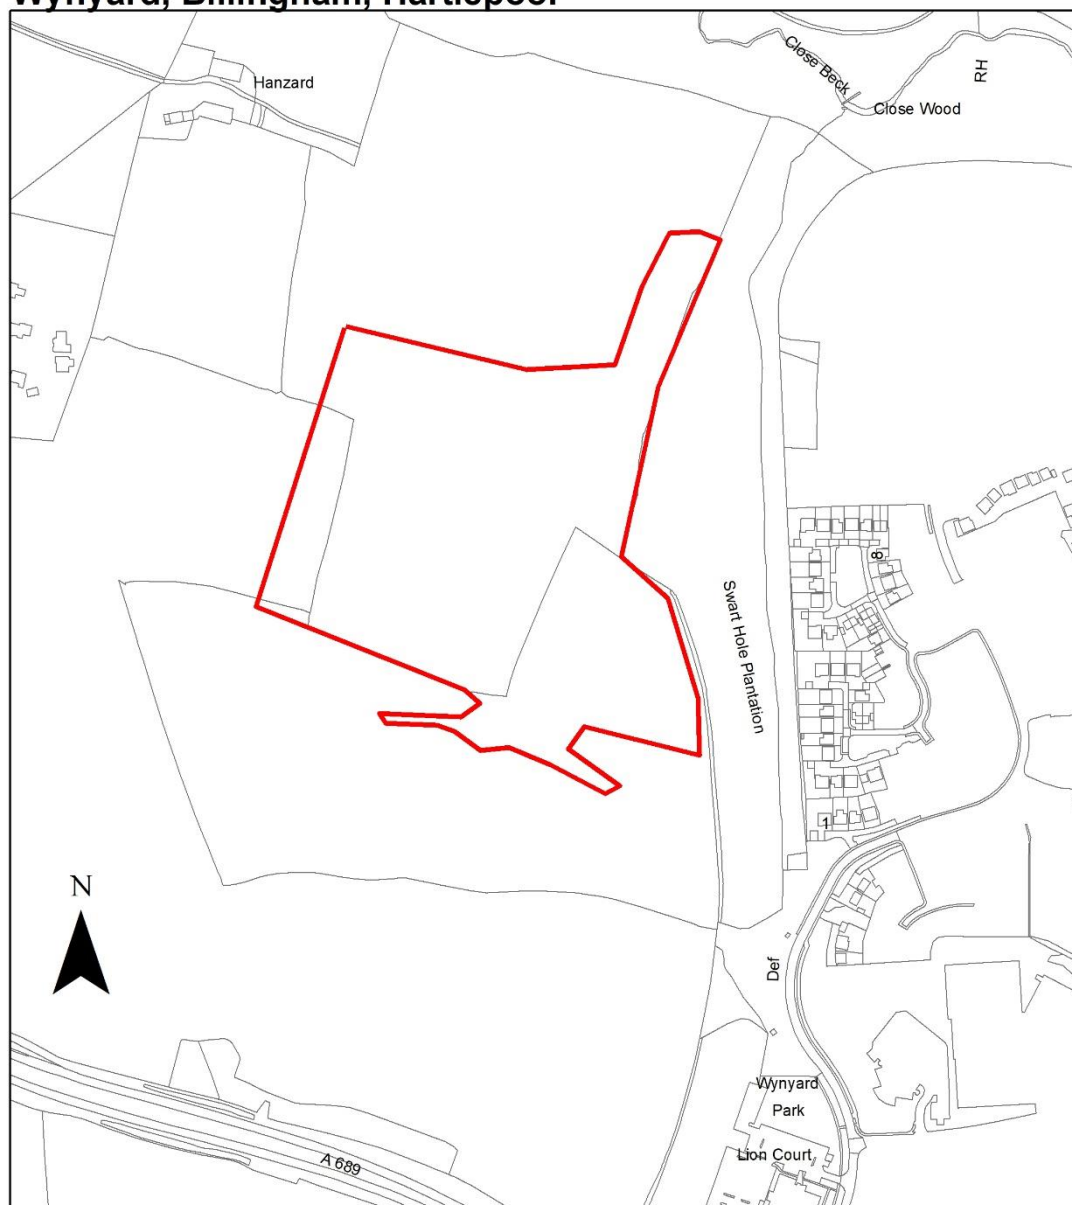 Wynyard, Billingham, Hartlepool
Hanzard
Close Beck
RH
Close Wood
8
Swart Hole Plantation
1
N
Def
Wynyard
Park
Lion Court
A 689